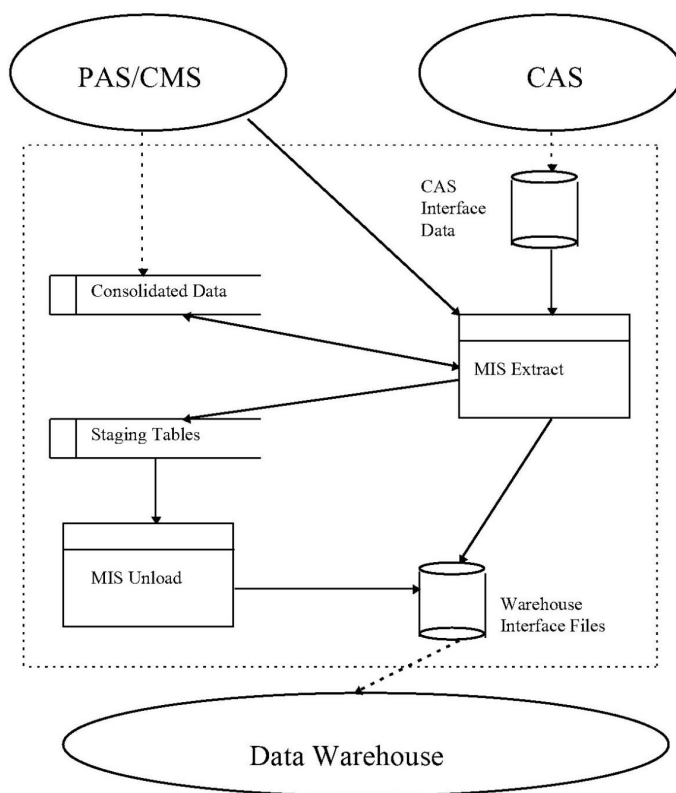 PAS/CMS
CAS
CAS
Interface
Data
Consolidated Data
MIS Extract
Staging Tables
MIS Unload
Warehouse
Interface Files
Data Warehouse